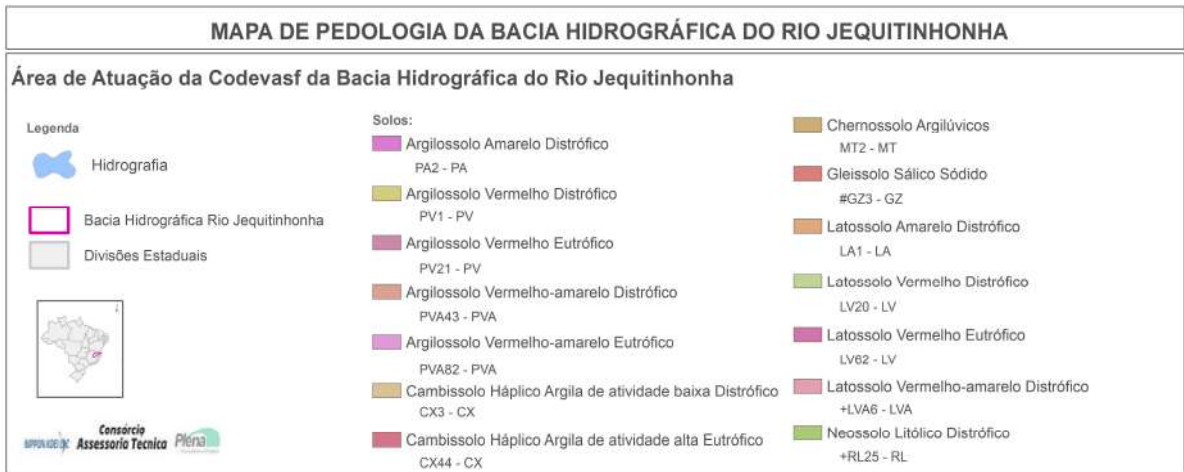 MAPA DE PEDOLOGIA DA BACIA HIDROGRÁFICA DO RIO JEQUITINHONHA
Área de Atuação da Codevasf da Bacia Hidrográfica do Rio Jequitinhonha
Legenda
Hidrografia
Bacia Hidrográfica Rio Jequitinhonha
Divisões Estaduais
Consórcio
Assessoria Tecnica
Plena
Solos:
Argilossolo Amarelo Distrófico
PA2 - PA
Argilossolo Vermelho Distrófico
PV1 - PV
Argilossolo Vermelho Eutrófico
PV21 - PV
Argilossolo Vermelho-amarelo Distrófico
PVA43 - PVA
Argilossolo Vermelho-amarelo Eutrófico
PVA82 - PVA
Cambissolo Háplico Argila de atividade baixa Distrófico
CX3 - CX
Cambissolo Háplico Argila de atividade alta Eutrófico
CX44 - CX
Chernossolo Argilúvicos
MT2 - MT
Gleissolo Sálico Sódido
#GZ3 - GZ
Latossolo Amarelo Distrófico
LA1 - LA
Latossolo Vermelho Distrófico
LV20 - LV
Latossolo Vermelho Eutrófico
LV62 - LV
Latossolo Vermelho-amarelo Distrófico
+LVA6 - LVA
Neossolo Litólico Distrófico
+RL25 - RL